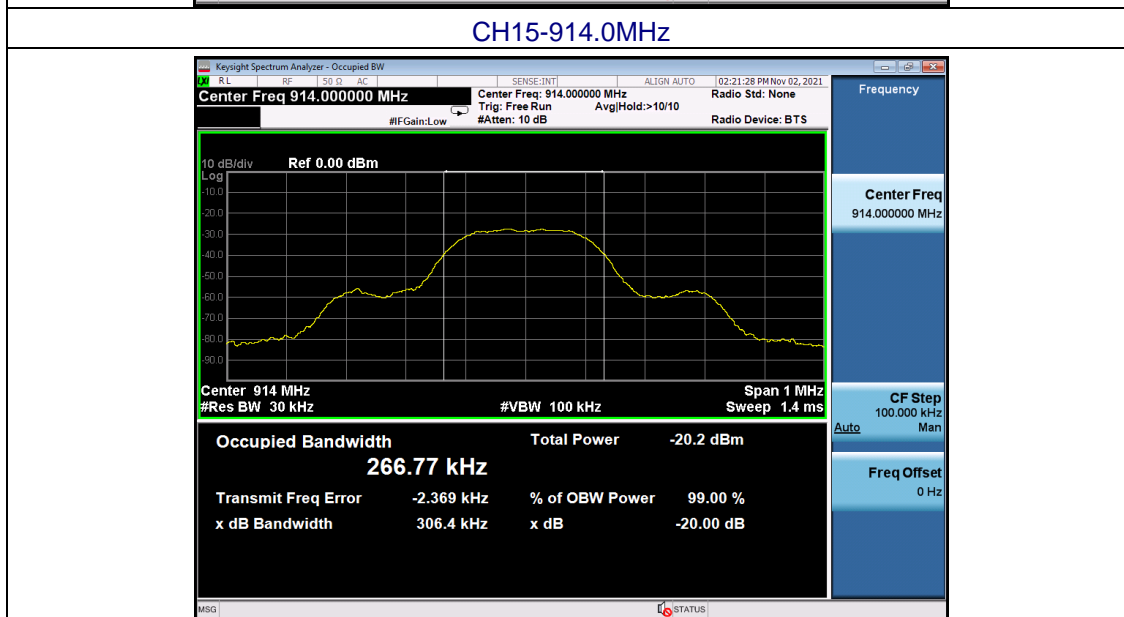 CH15-914.0MHz
Keysight Spectrum Analyzer - Occupied BW
LXI RL RF 50 Ω AC SENSE:INT ALIGN AUTO 02:21:28 PM Nov 02, 2021
Center Freq 914.000000 MHz
Center Freq: 914.000000 MHz Radio Std: None
Trig: Free Run Avg|Hold:>10/10
#IFGain:Low #Atten: 10 dB Radio Device: BTS
10 dB/div Ref 0.00 dBm
Log
-10.0
-20.0
-30.0
-40.0
-50.0
-60.0
-70.0
-80.0
-90.0
Center 914 MHz Span 1 MHz
#Res BW 30 kHz #VBW 100 kHz Sweep 1.4 ms
Occupied Bandwidth Total Power -20.2 dBm
266.77 kHz
Transmit Freq Error -2.369 kHz % of OBW Power 99.00 %
x dB Bandwidth 306.4 kHz x dB -20.00 dB
Frequency
Center Freq
914.000000 MHz
CF Step
100.000 kHz
Auto Man
Freq Offset
0 Hz
MSG STATUS